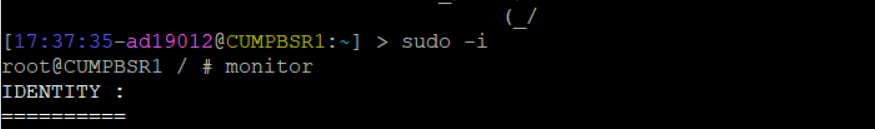 (_/
[17:37:35-ad19012@CUMPBSR1:~] > sudo -i
root@CUMPBSR1 / # monitor
IDENTITY :
==========